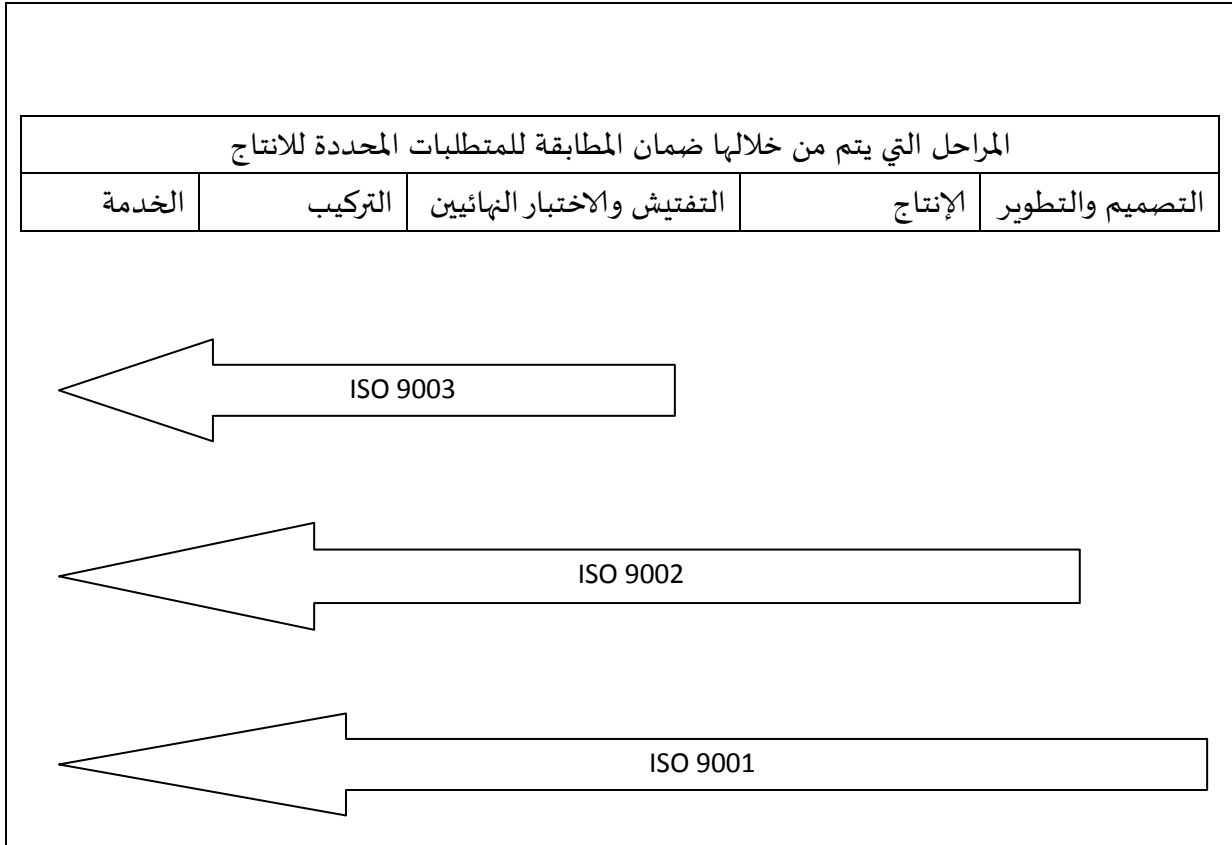 المراحل التي يتم من خلالها ضمان المطابقة للمتطلبات المحددة للانتاج
التصميم والتطوير الإنتاج التفتيش والاختبار النهائيين التركيب الخدمة
ISO 9003
ISO 9002
ISO 9001